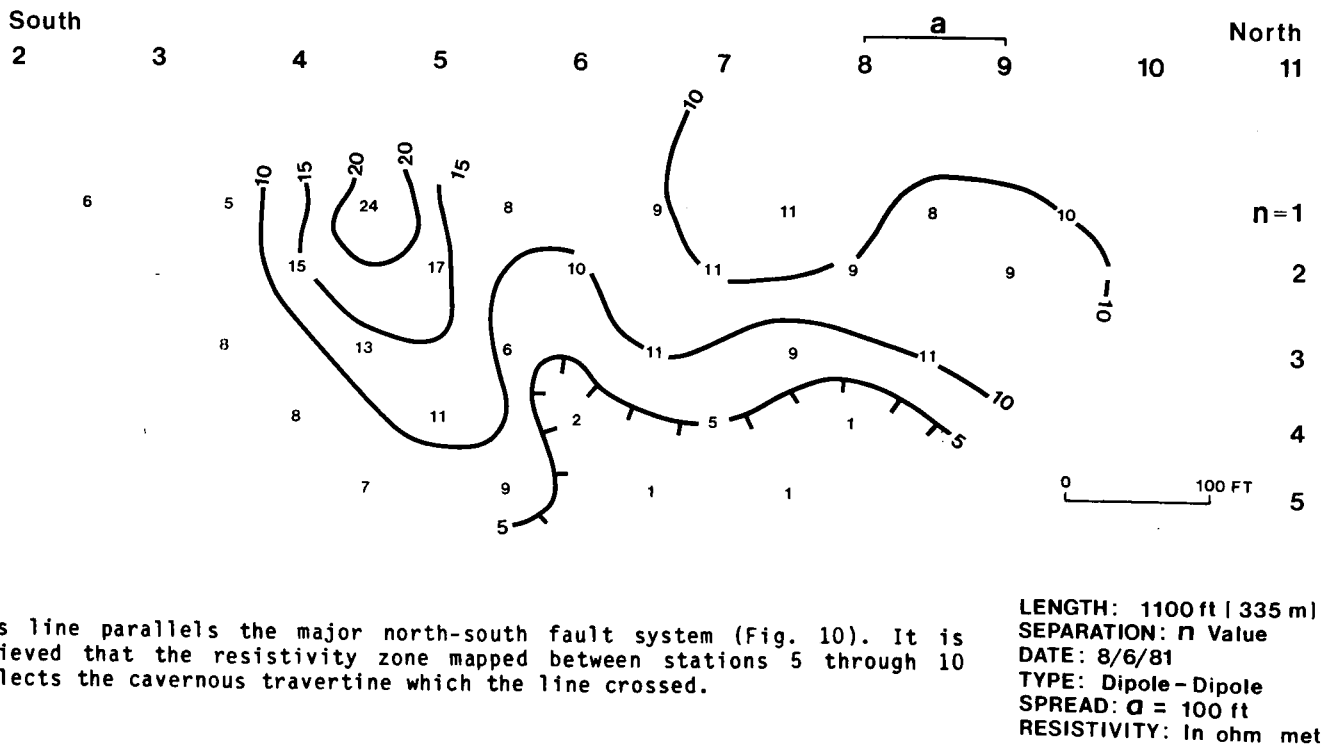 South
a
North
2 3 4 5 6 7 8 9 10 11
10
10 15 20 20 15
6 5 24 8 9 11 8 10 n=1
15 17 10 11 9 9 2
10
8 13 6 11 9 11 3
10
8 11 2 5 1 5 4
0 100 FT
7 9 1 1 5
5
line parallels the major north-south fault system (Fig. 10). It is
that the resistivity zone mapped between stations 5 through 10
the cavernous travertine which the line crossed.
LENGTH: 1100 ft [ 335 m]
SEPARATION: n Value
DATE: 8/6/81
TYPE: Dipole-Dipole
SPREAD: a = 100 ft
RESISTIVITY: In ohm